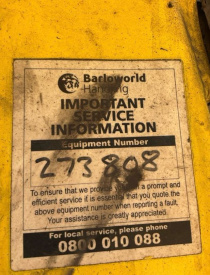 Barloworld
Handling
IMPORTANT
SERVICE
INFORMATION
Equipment Number
273808
To ensure that we provide you with a prompt and
efficient service it is essential that you quote the
above equipment number when reporting a fault.
Your assistance is greatly appreciated.
For local service, please phone
0800 010 088